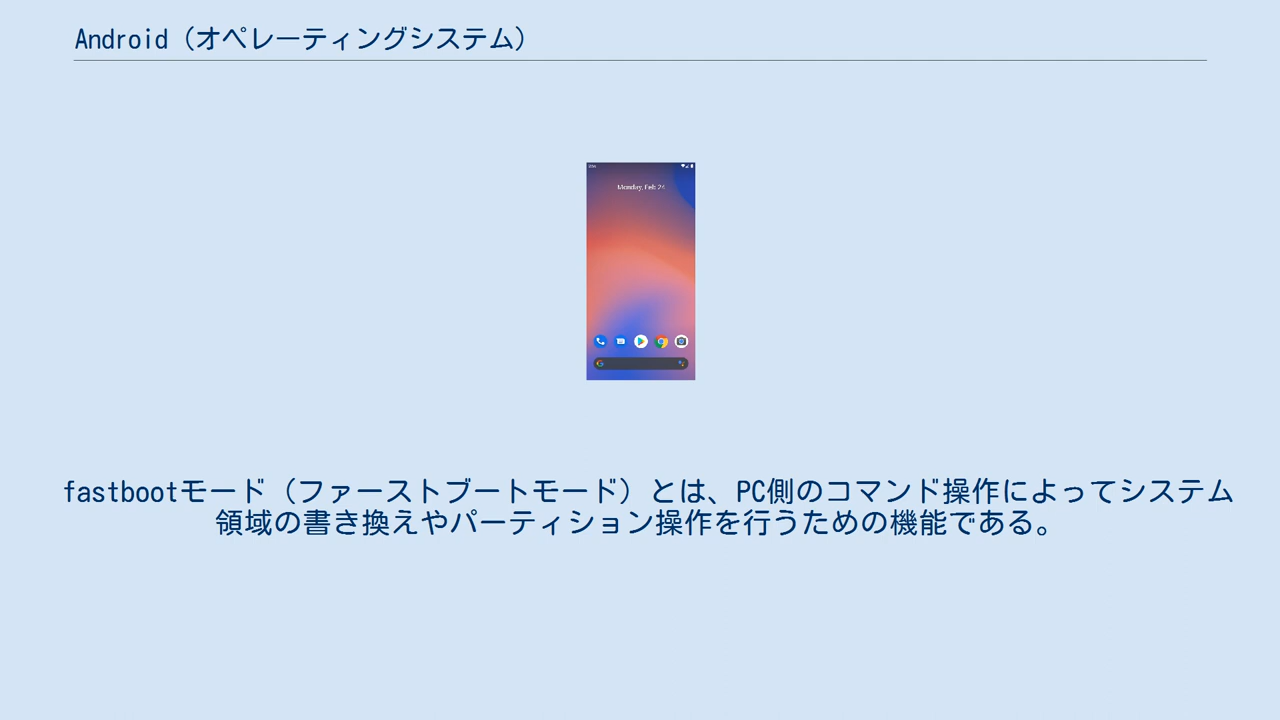 Android（オペレーティングシステム）
Monday, Feb 24
fastbootモード（ファーストブートモード）とは、PC側のコマンド操作によってシステム
領域の書き換えやパーティション操作を行うための機能である。